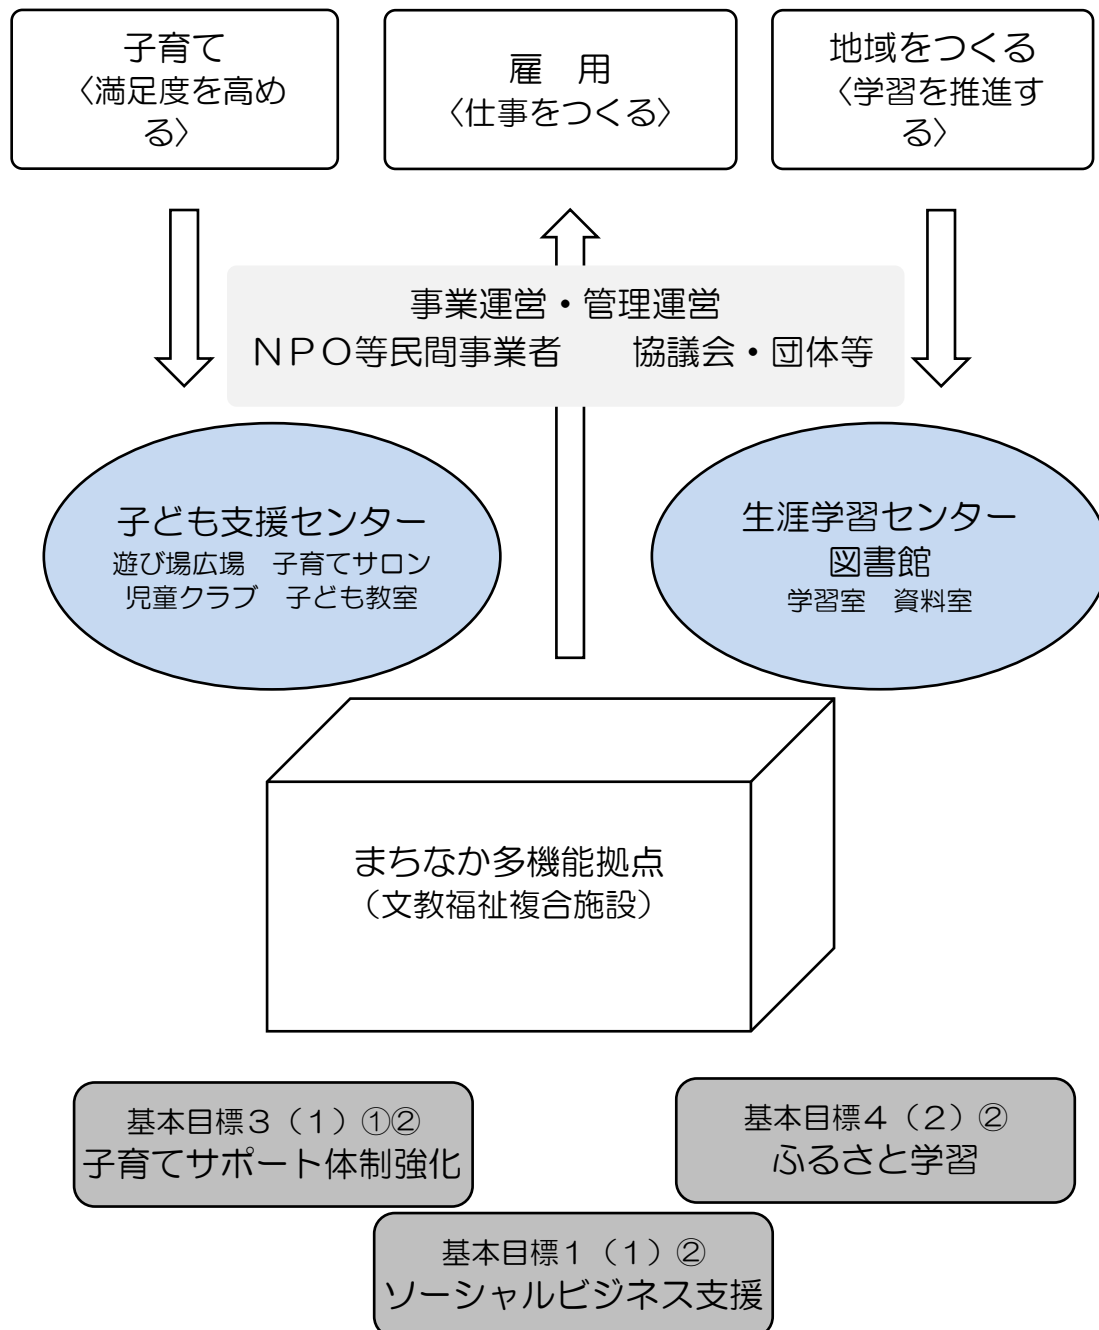 子育て
〈満足度を高め
る〉
雇　用
〈仕事をつくる〉
地域をつくる
〈学習を推進す
る〉
事業運営・管理運営
ＮＰＯ等民間事業者　　協議会・団体等
子ども支援センター
遊び場広場　子育てサロン
児童クラブ　子ども教室
生涯学習センター
図書館
学習室　資料室
まちなか多機能拠点
（文教福祉複合施設）
基本目標３（１）①②
子育てサポート体制強化
基本目標４（２）②
ふるさと学習
基本目標１（１）②
ソーシャルビジネス支援